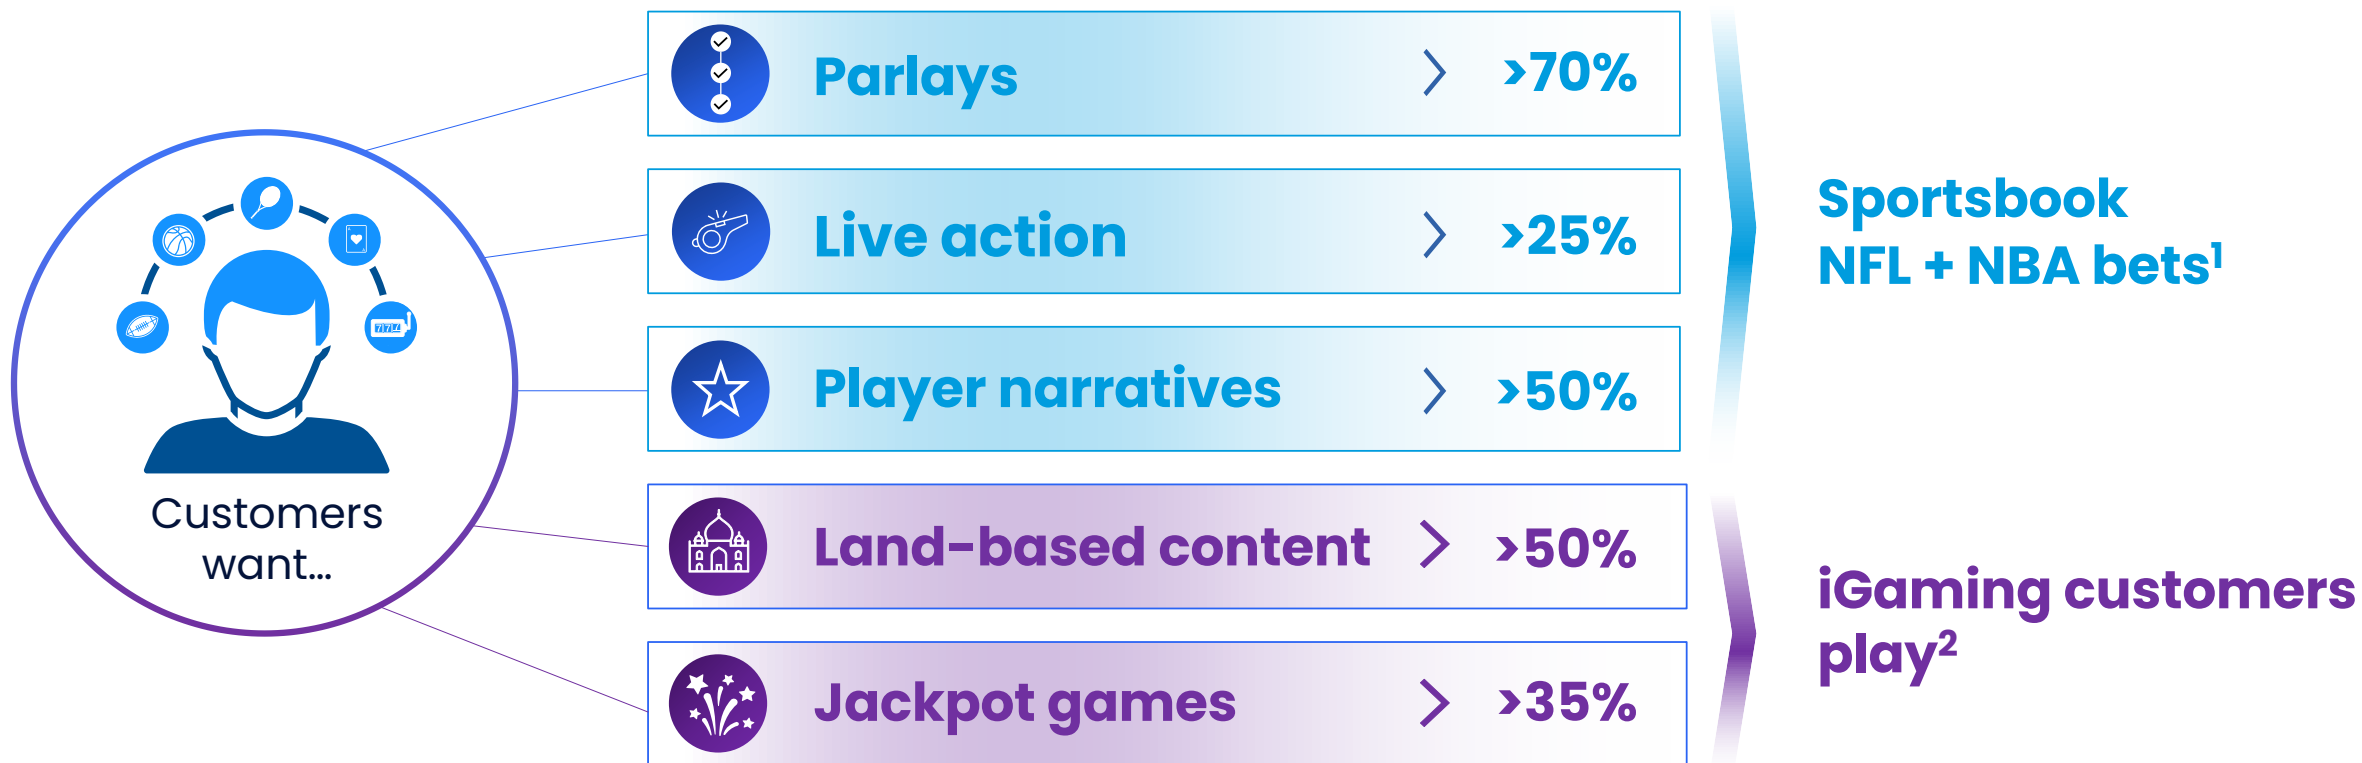 Customers
want...
Parlays
>70%
Live action
>25%
Player narratives
>50%
Land-based content
>50%
Jackpot games
>35%
Sportsbook
NFL + NBA bets¹
iGaming customers
play²